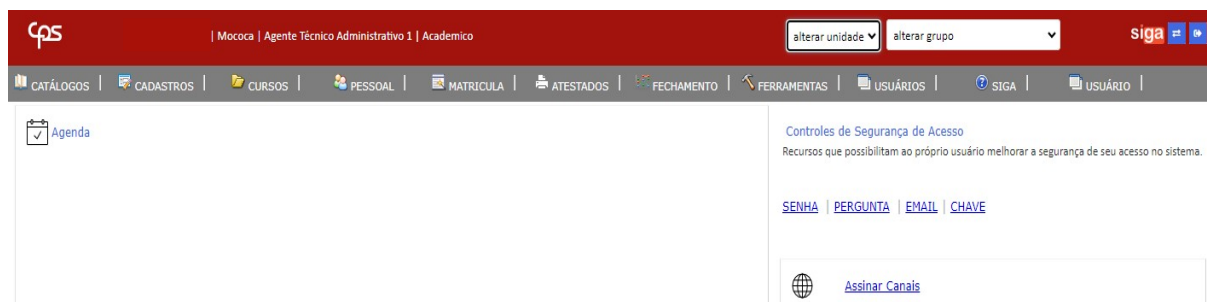 cps | Mococa | Agente Técnico Administrativo 1 | Academico alterar unidade alterar grupo siga
CATÁLOGOS | CADASTROS | CURSOS | PESSOAL | MATRICULA | ATESTADOS | FECHAMENTO | FERRAMENTAS | USUÁRIOS | SIGA | USUÁRIO |
Agenda
Controles de Segurança de Acesso
Recursos que possibilitam ao próprio usuário melhorar a segurança de seu acesso no sistema.
SENHA | PERGUNTA | EMAIL | CHAVE
Assinar Canais